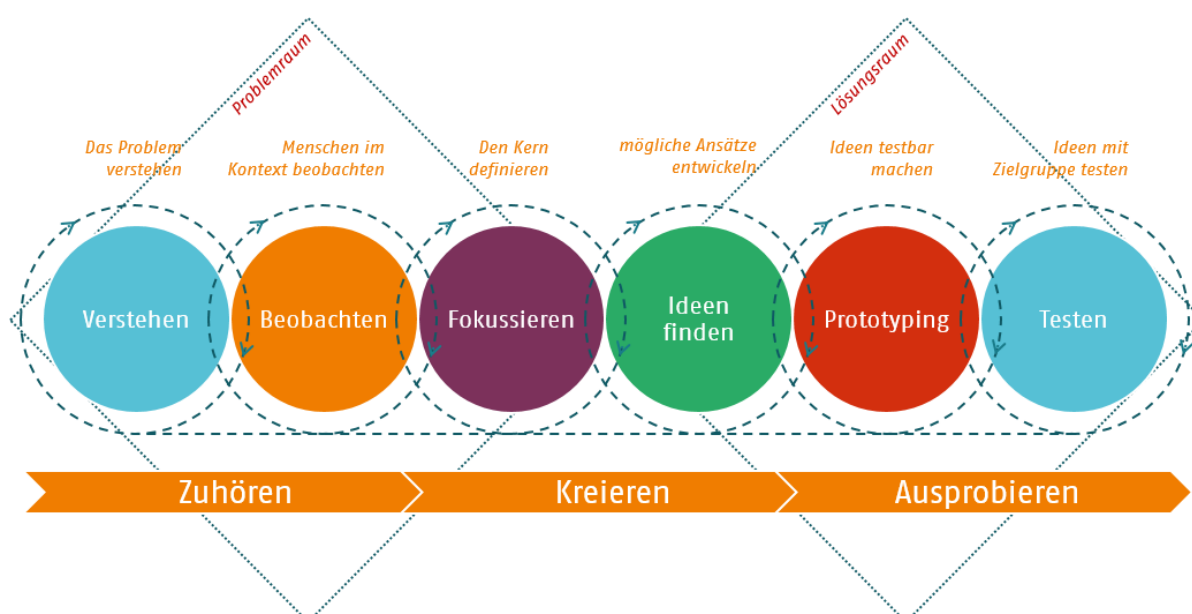 Problemraum
Lösungsraum
Das Problem
verstehen
Menschen im
Kontext beobachten
Den Kern
definieren
mögliche Ansätze
entwickeln
Ideen testbar
machen
Ideen mit
Zielgruppe testen
Verstehen
Beobachten
Fokussieren
Ideen
finden
Prototyping
Testen
Zuhören
Kreieren
Ausprobieren